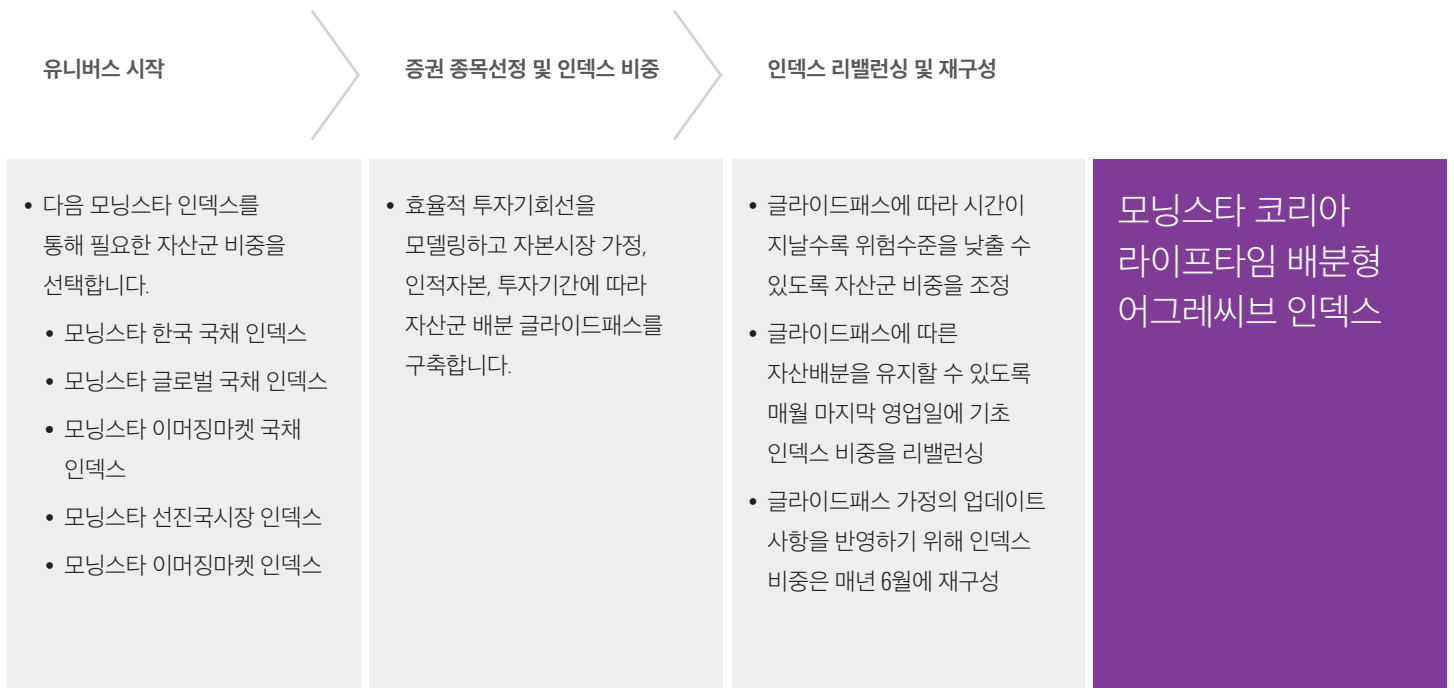 유니버스 시작
증권 종목선정 및 인덱스 비중
인덱스 리밸런싱 및 재구성
• 다음 모닝스타 인덱스를
통해 필요한 자산군 비중을
선택합니다.
• 모닝스타 한국 국채 인덱스
• 모닝스타 글로벌 국채 인덱스
• 모닝스타 이머징마켓 국채
인덱스
• 모닝스타 선진국시장 인덱스
• 모닝스타 이머징마켓 인덱스
• 효율적 투자기회선을
모델링하고 자본시장 가정,
인적자본, 투자기간에 따라
자산군 배분 글라이드패스를
구축합니다.
• 글라이드패스에 따라 시간이
지날수록 위험수준을 낮출 수
있도록 자산군 비중을 조정
• 글라이드패스에 따른
자산배분을 유지할 수 있도록
매월 마지막 영업일에 기초
인덱스 비중을 리밸런싱
• 글라이드패스 가정의 업데이트
사항을 반영하기 위해 인덱스
비중은 매년 6월에 재구성
모닝스타 코리아
라이프타임 배분형
어그레씨브 인덱스